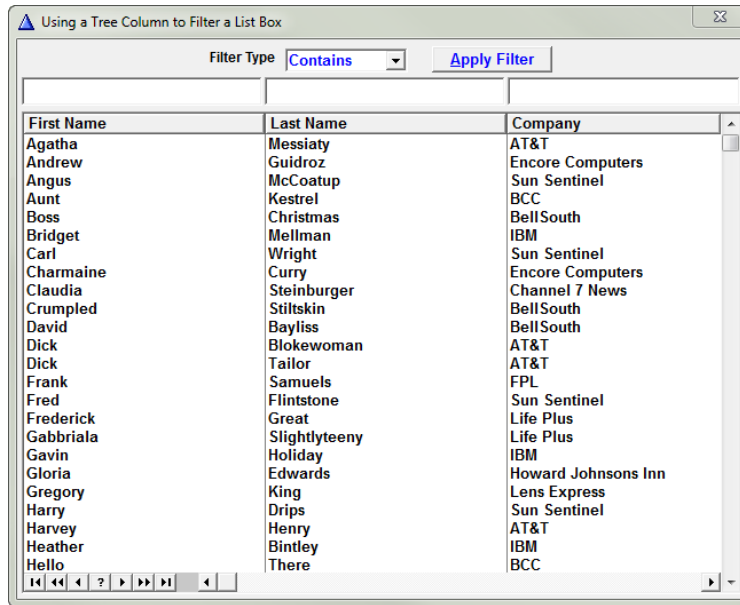 Using a Tree Column to Filter a List Box
Filter Type Contains Apply Filter
First Name Last Name Company
Agatha Messiaty AT&T
Andrew Guidroz Encore Computers
Angus McCoatup Sun Sentinel
Aunt Kestrel BCC
Boss Christmas BellSouth
Bridget Mellman IBM
Carl Wright Sun Sentinel
Charmaine Curry Encore Computers
Claudia Steinburger Channel 7 News
Crumpled Stiltskin BellSouth
David Bayliss BellSouth
Dick Blokewoman AT&T
Dick Tailor AT&T
Frank Samuels FPL
Fred Flintstone Sun Sentinel
Frederick Great Life Plus
Gabbriala Slightlyteeny Life Plus
Gavin Holiday IBM
Gloria Edwards Howard Johnsons Inn
Gregory King Lens Express
Harry Drips Sun Sentinel
Harvey Henry AT&T
Heather Bintley IBM
Hello There BCC
?